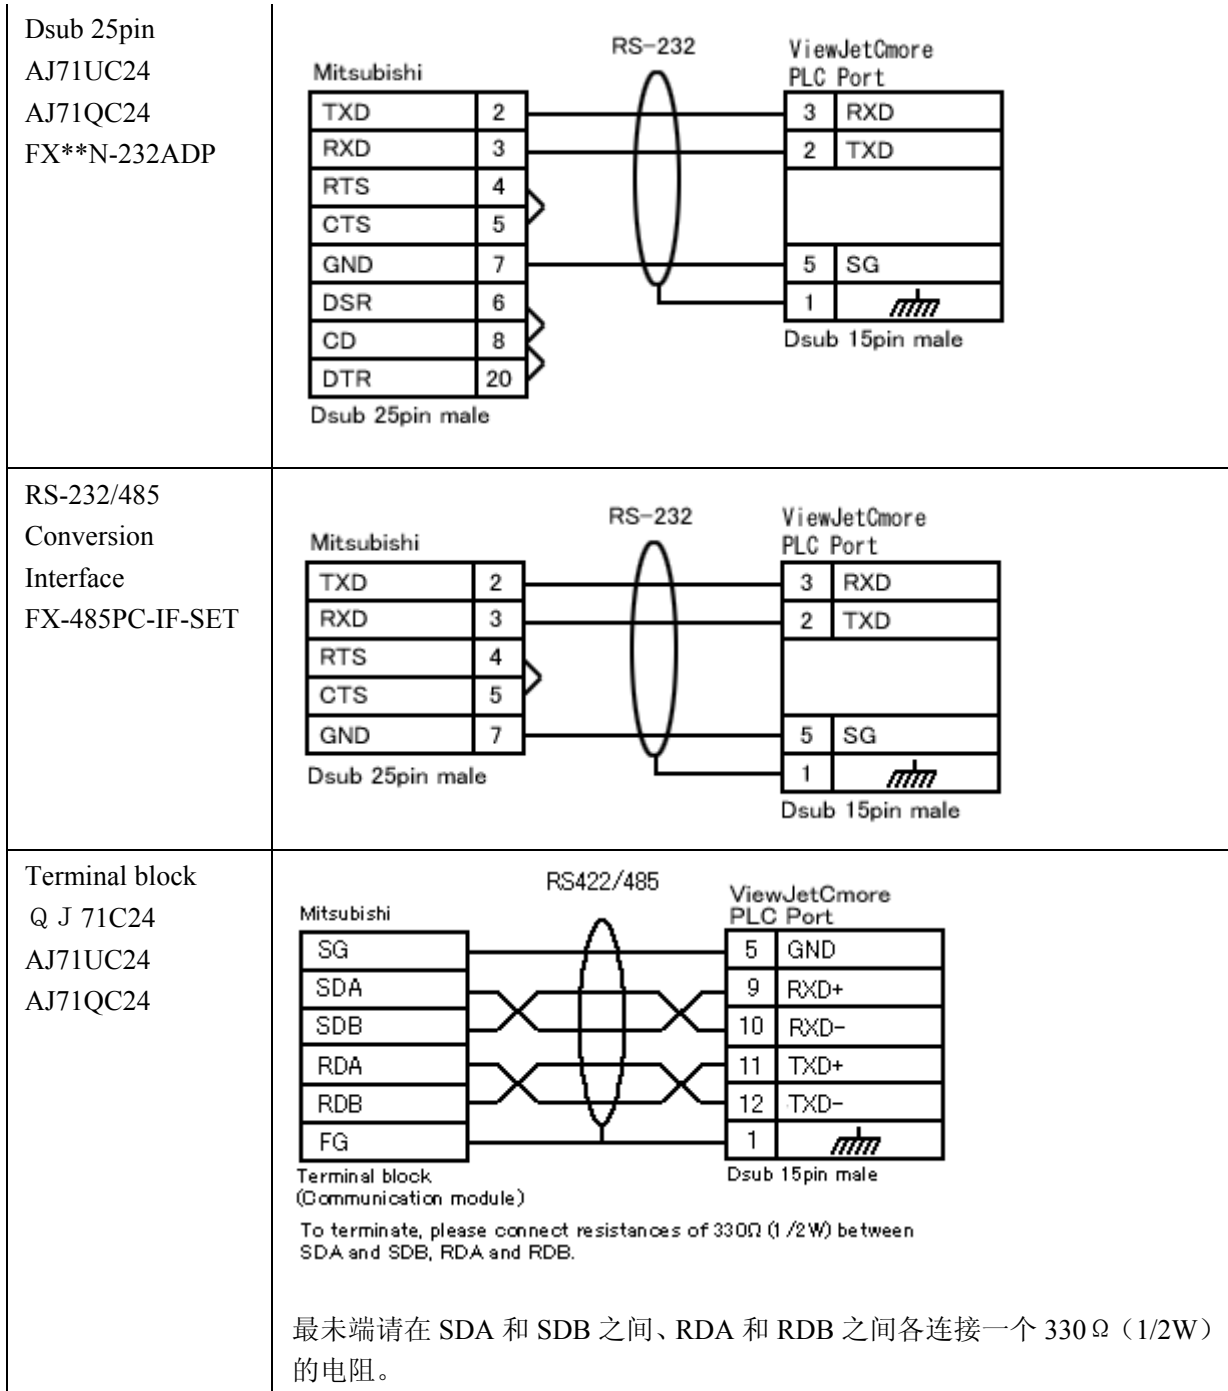 Dsub 25pin
AJ71UC24
AJ71QC24
FX**N-232ADP
RS-232
Mitsubishi
ViewJetCmore
PLC Port
TXD 2 3 RXD
RXD 3 2 TXD
RTS 4
CTS 5
GND 7 5 SG
DSR 6 1
CD 8
DTR 20
Dsub 15pin male
Dsub 25pin male
RS-232/485
Conversion
Interface
FX-485PC-IF-SET
RS-232
Mitsubishi
ViewJetCmore
PLC Port
TXD 2 3 RXD
RXD 3 2 TXD
RTS 4
CTS 5
GND 7 5 SG
1
Dsub 25pin male
Dsub 15pin male
Terminal block
ＱＪ71C24
AJ71UC24
AJ71QC24
RS422/485
Mitsubishi
ViewJetCmore
PLC Port
SG 5 GND
SDA 9 RXD+
SDB 10 RXD-
RDA 11 TXD+
RDB 12 TXD-
FG 1
Terminal block
(Communication module)
Dsub 15pin male
To terminate, please connect resistances of 330Ω (1/2W) between
SDA and SDB, RDA and RDB.
最未端请在 SDA 和 SDB 之间、RDA 和 RDB 之间各连接一个 330Ω（1/2W）
的电阻。